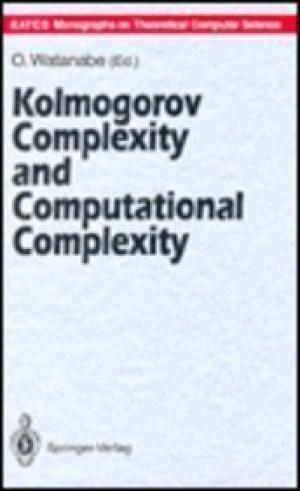 EATCS Monographs on Theoretical Computer Science
O. Watanabe (Ed.)
Kolmogorov
Complexity
and
Computational
Complexity
Springer-Verlag